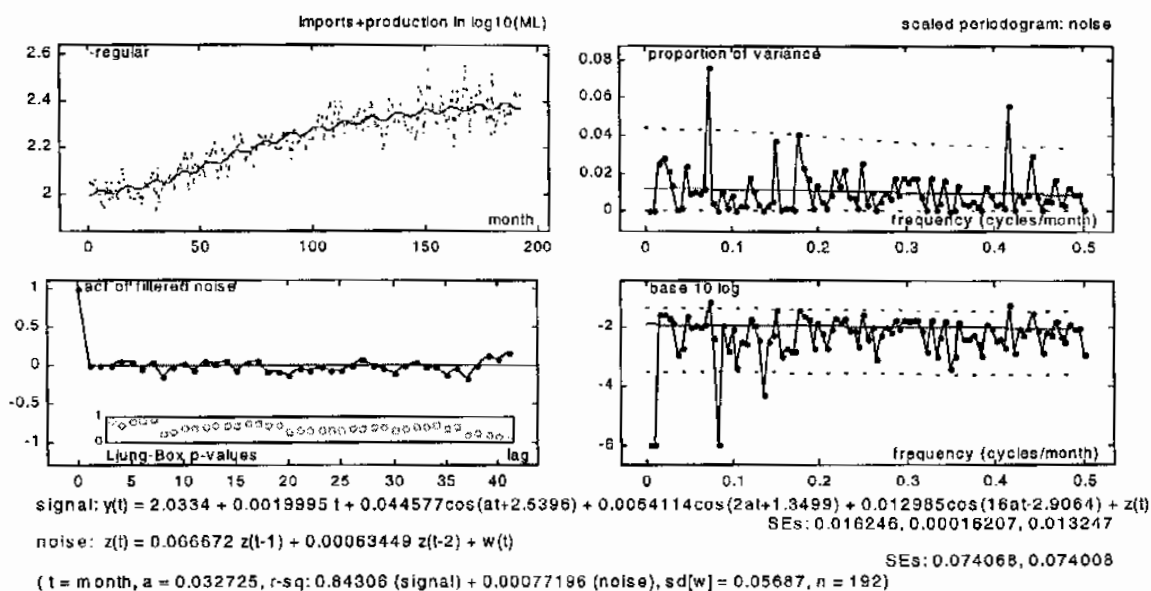 imports+production in log10(ML)
regular
2.6
2.4
2.2
2
month
0 50 100 150 200
scaled periodogram: noise
proportion of variance
0.08
0.06
0.04
0.02
0
frequency (cycles/month)
0 0.1 0.2 0.3 0.4 0.5
acf of filtered noise
1
0.5
0
-0.5
-1
1
0
Ljung-Box p-values
lag
0 5 10 15 20 25 30 35 40
base 10 log
-2
-4
-6
frequency (cycles/month)
0 0.1 0.2 0.3 0.4 0.5
signal: y(t) = 2.0334 + 0.0019995 t + 0.044577cos(at+2.5396) + 0.0054114cos(2at+1.3499) + 0.012985cos(16at-2.9064) + z(t)
SEs: 0.016246, 0.00016207, 0.013247
noise: z(t) = 0.066672 z(t-1) + 0.00063449 z(t-2) + w(t)
SEs: 0.074068, 0.074008
( t = month, a = 0.032725, r-sq: 0.84306 (signal) + 0.00077196 (noise), sd[w] = 0.05687, n = 192)